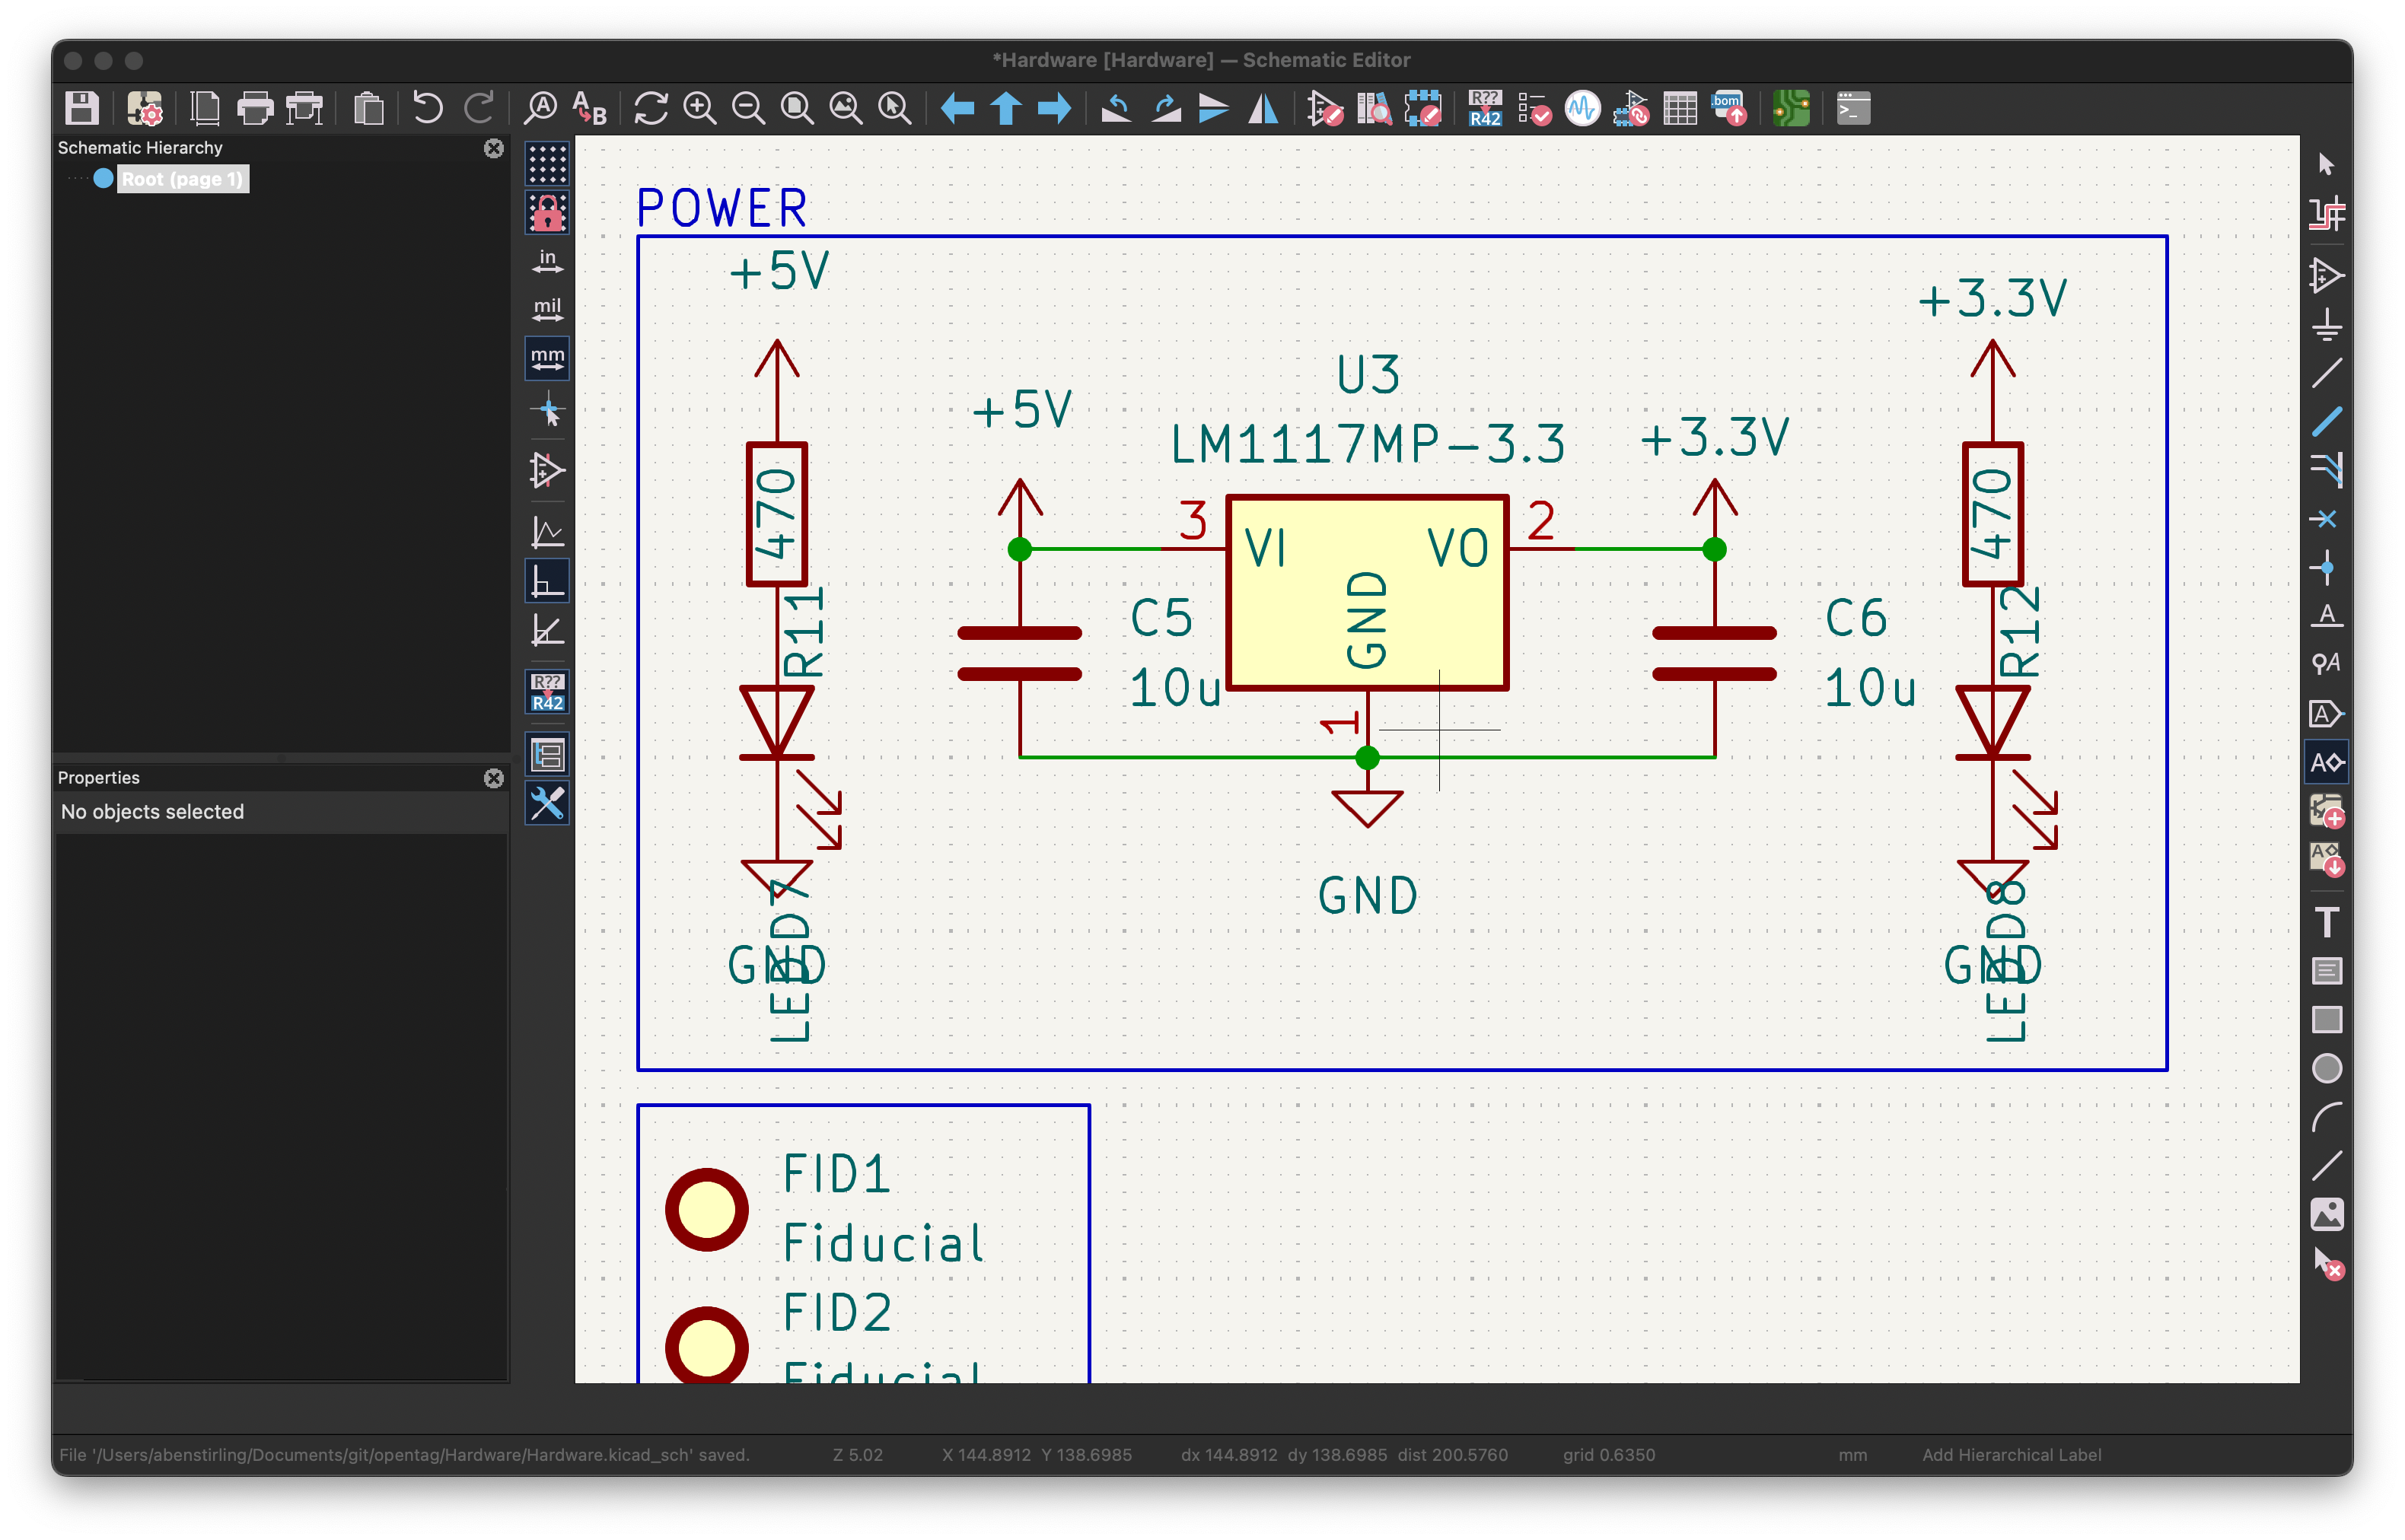 *Hardware [Hardware] — Schematic Editor
A
A
B
R??
R42
.bom
>_
Schematic Hierarchy
Root (page 1)
in
mil
mm
R??
R42
Properties
No objects selected
POWER
+5V
470
R11
LED7
GND
+5V
C5
10u
U3
LM1117MP-3.3
3
VI
VO
2
GND
1
GND
+3.3V
C6
10u
+3.3V
470
R12
LED8
GND
FID1
Fiducial
FID2
Fiducial
A
A
A
A
A
T
File '/Users/abenstirling/Documents/git/opentag/Hardware/Hardware.kicad_sch' saved.
Z 5.02
X 144.8912 Y 138.6985
dx 144.8912 dy 138.6985 dist 200.5760
grid 0.6350
mm
Add Hierarchical Label